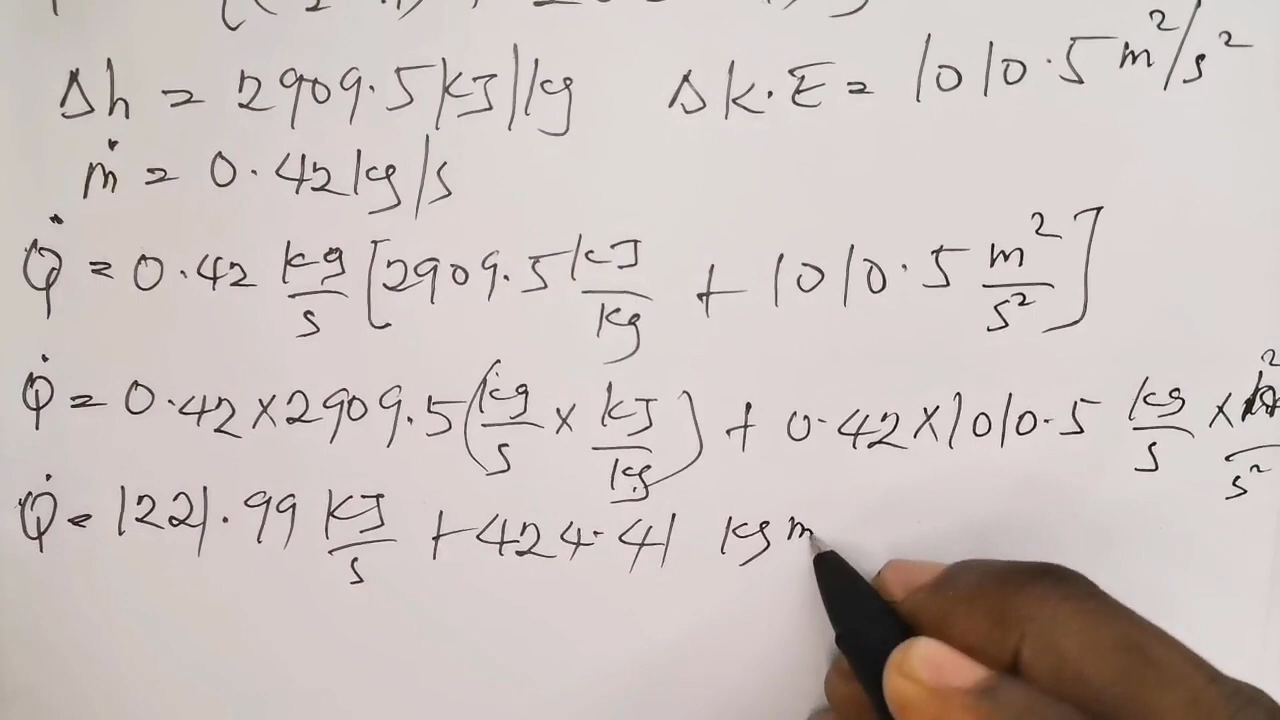 Δh = 2909.5 kJ/kg ΔK.E = 1010.5 m²/s²
ṁ = 0.42 kg/s
Q̇ = 0.42 kg/s [2909.5 kJ/kg + 1010.5 m²/s²]
Q̇ = 0.42 × 2909.5 (kg/s × kJ/kg) + 0.42 × 1010.5 kg/s × m²/s²
Q̇ = 1221.99 kJ/s + 424.41 kg m